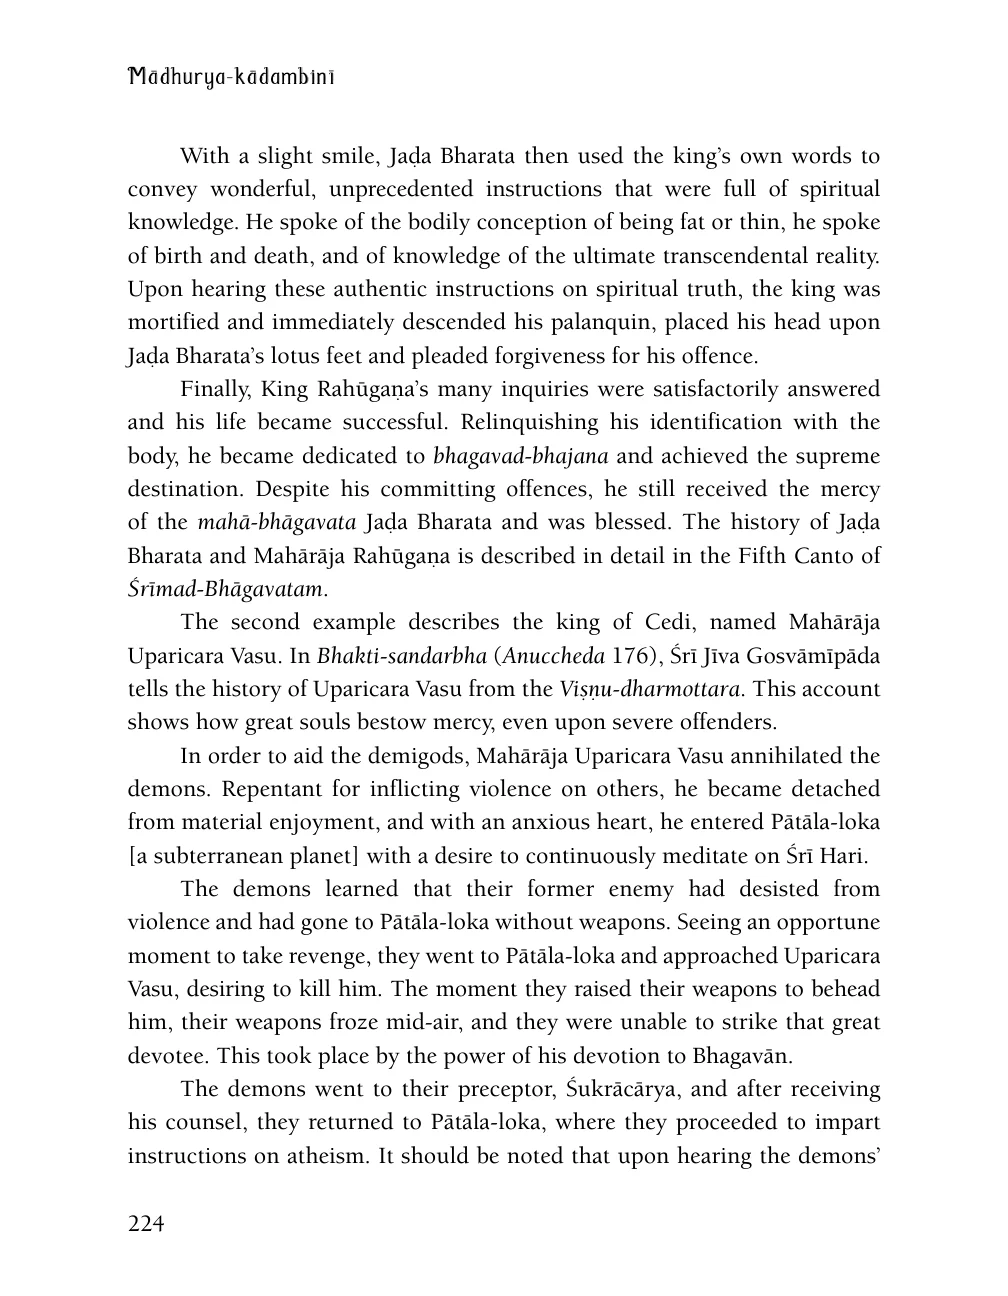 Mādhurya-kādambinī
With a slight smile, Jaḍa Bharata then used the king’s own words to
convey wonderful, unprecedented instructions that were full of spiritual
knowledge. He spoke of the bodily conception of being fat or thin, he spoke
of birth and death, and of knowledge of the ultimate transcendental reality.
Upon hearing these authentic instructions on spiritual truth, the king was
mortified and immediately descended his palanquin, placed his head upon
Jaḍa Bharata’s lotus feet and pleaded forgiveness for his offence.
Finally, King Rahūgaṇa’s many inquiries were satisfactorily answered
and his life became successful. Relinquishing his identification with the
body, he became dedicated to bhagavad-bhajana and achieved the supreme
destination. Despite his committing offences, he still received the mercy
of the mahā-bhāgavata Jaḍa Bharata and was blessed. The history of Jaḍa
Bharata and Mahārāja Rahūgaṇa is described in detail in the Fifth Canto of
Śrīmad-Bhāgavatam.
The second example describes the king of Cedi, named Mahārāja
Uparicara Vasu. In Bhakti-sandarbha (Anuccheda 176), Śrī Jīva Gosvāmīpāda
tells the history of Uparicara Vasu from the Viṣṇu-dharmottara. This account
shows how great souls bestow mercy, even upon severe offenders.
In order to aid the demigods, Mahārāja Uparicara Vasu annihilated the
demons. Repentant for inflicting violence on others, he became detached
from material enjoyment, and with an anxious heart, he entered Pātāla-loka
[a subterranean planet] with a desire to continuously meditate on Śrī Hari.
The demons learned that their former enemy had desisted from
violence and had gone to Pātāla-loka without weapons. Seeing an opportune
moment to take revenge, they went to Pātāla-loka and approached Uparicara
Vasu, desiring to kill him. The moment they raised their weapons to behead
him, their weapons froze mid-air, and they were unable to strike that great
devotee. This took place by the power of his devotion to Bhagavān.
The demons went to their preceptor, Śukrācārya, and after receiving
his counsel, they returned to Pātāla-loka, where they proceeded to impart
instructions on atheism. It should be noted that upon hearing the demons’
224